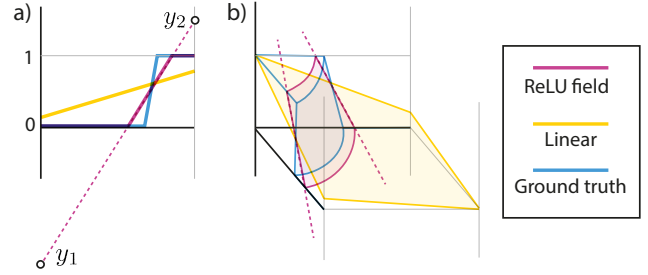 a)
y₂
b)
1
0
y₁
ReLU field
Linear
Ground truth